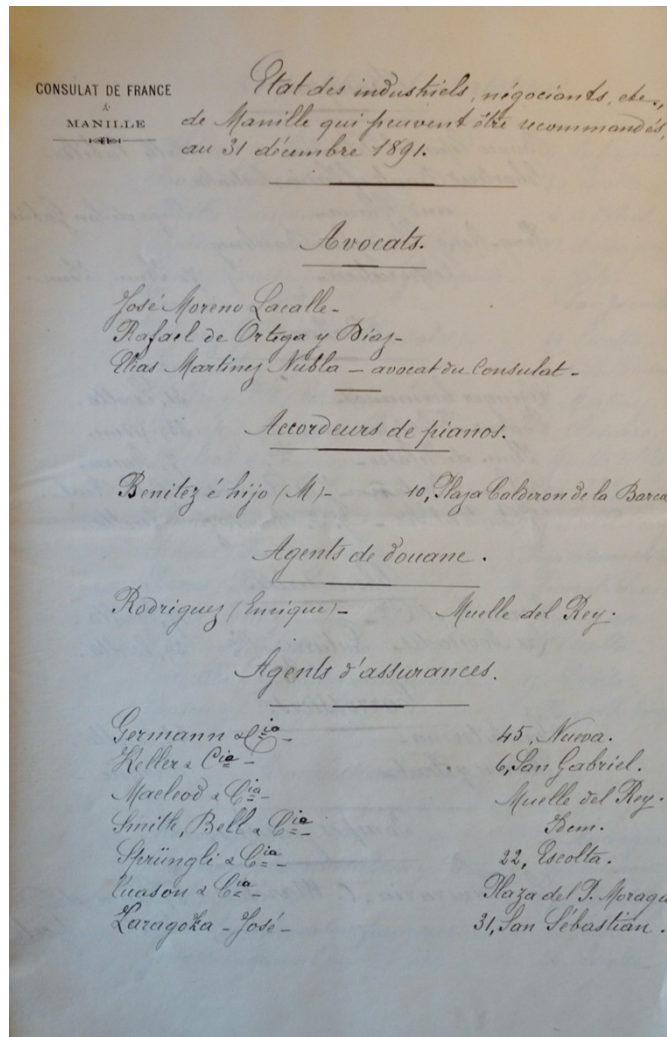 CONSULAT DE FRANCE
à
MANILLE
Etat des industriels, négociants, etc.,
de Manille qui peuvent être recommandés,
au 31 décembre 1891.
Avocats.
José Moreno Lacalle -
Rafael de Ortega y Diaz -
Elias Martinez Nubla - avocat du Consulat -
Accordeurs de pianos.
Benitez é hijo (M) - 10, Plaza Calderon de la Barca
Agents de douane.
Rodriguez (Enrique) - Muelle del Rey.
Agents d'assurances.
Germann & Cia - 45, Nueva.
Keller & Cie - 6, San Gabriel.
Macleod & Cia - Muelle del Rey.
Smith, Bell & Cia - Idem.
Sprüngli & Cia - 22, Escolta.
Tuason & Cia - Plaza del P. Moraga
Zaragoza - José - 31, San Sébastian.